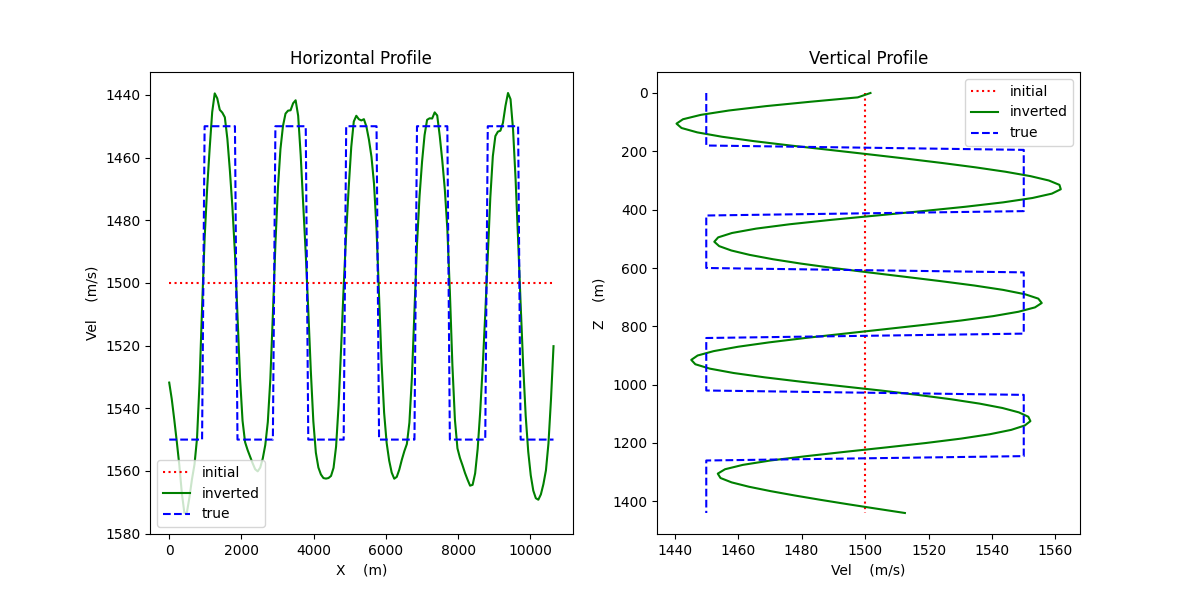 Horizontal Profile
1440
1460
1480
1500
1520
1540
1560
1580
Vel (m/s)
0
2000
4000
6000
8000
10000
X (m)
initial
inverted
true
Vertical Profile
0
200
400
600
800
1000
1200
1400
Z (m)
1440
1460
1480
1500
1520
1540
1560
Vel (m/s)
initial
inverted
true